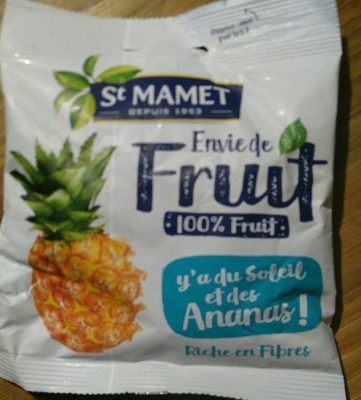 St MAMET
DEPUIS 1953
Envie de
Fruit
100% Fruit
y'a du Soleil
et des
Ananas!
Riche en Fibres